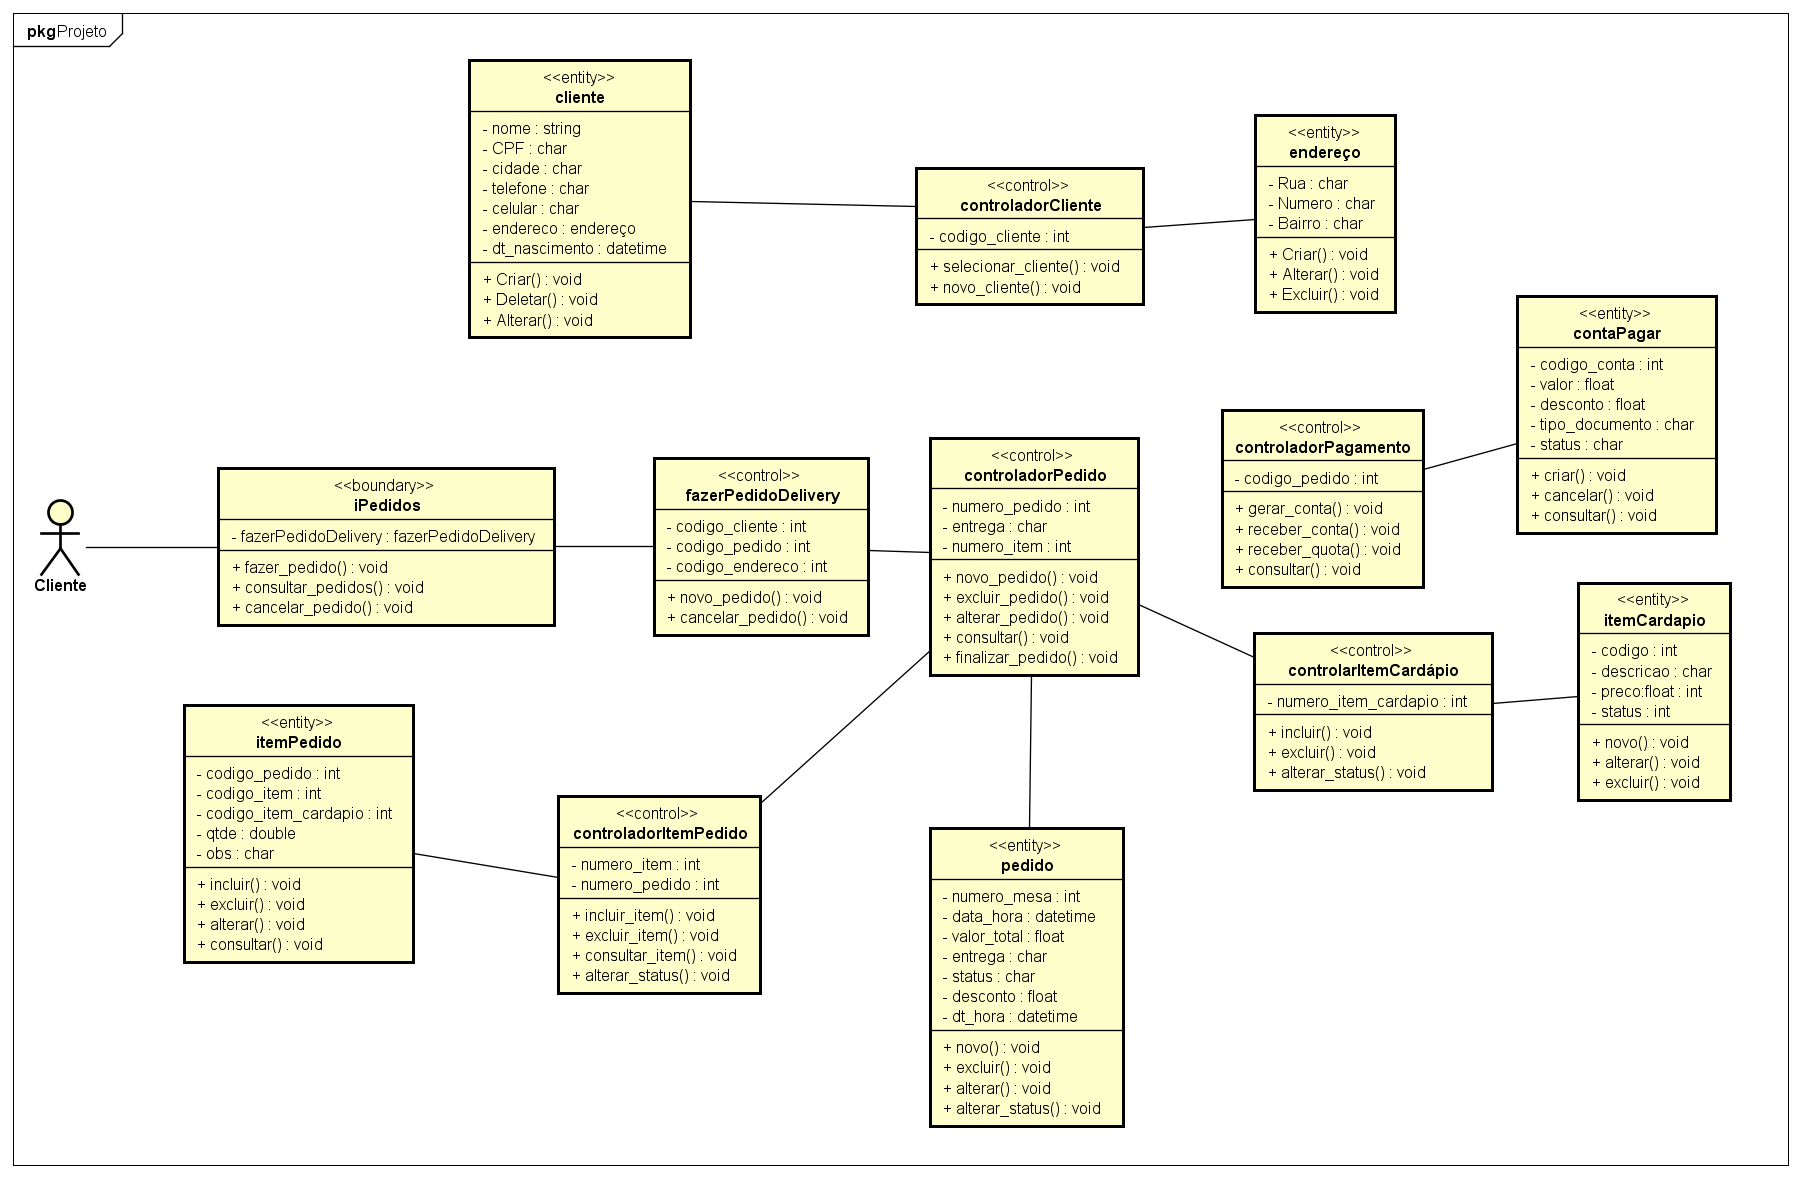 pkgProjeto
<<entity>>
cliente
- nome : string
- CPF : char
- cidade : char
- telefone : char
- celular : char
- endereco : endereço
- dt_nascimento : datetime
+ Criar() : void
+ Deletar() : void
+ Alterar() : void
<<control>>
controladorCliente
- codigo_cliente : int
+ selecionar_cliente() : void
+ novo_cliente() : void
<<entity>>
endereço
- Rua : char
- Numero : char
- Bairro : char
+ Criar() : void
+ Alterar() : void
+ Excluir() : void
<<entity>>
contaPagar
- codigo_conta : int
- valor : float
- desconto : float
- tipo_documento : char
- status : char
+ criar() : void
+ cancelar() : void
+ consultar() : void
<<control>>
controladorPagamento
- codigo_pedido : int
+ gerar_conta() : void
+ receber_conta() : void
+ receber_quota() : void
+ consultar() : void
Cliente
<<boundary>>
iPedidos
- fazerPedidoDelivery : fazerPedidoDelivery
+ fazer_pedido() : void
+ consultar_pedidos() : void
+ cancelar_pedido() : void
<<control>>
fazerPedidoDelivery
- codigo_cliente : int
- codigo_pedido : int
- codigo_endereco : int
+ novo_pedido() : void
+ cancelar_pedido() : void
<<control>>
controladorPedido
- numero_pedido : int
- entrega : char
- numero_item : int
+ novo_pedido() : void
+ excluir_pedido() : void
+ alterar_pedido() : void
+ consultar() : void
+ finalizar_pedido() : void
<<control>>
controlarItemCardápio
- numero_item_cardapio : int
+ incluir() : void
+ excluir() : void
+ alterar_status() : void
<<entity>>
itemCardapio
- codigo : int
- descricao : char
- preco:float : int
- status : int
+ novo() : void
+ alterar() : void
+ excluir() : void
<<entity>>
itemPedido
- codigo_pedido : int
- codigo_item : int
- codigo_item_cardapio : int
- qtde : double
- obs : char
+ incluir() : void
+ excluir() : void
+ alterar() : void
+ consultar() : void
<<control>>
controladorItemPedido
- numero_item : int
- numero_pedido : int
+ incluir_item() : void
+ excluir_item() : void
+ consultar_item() : void
+ alterar_status() : void
<<entity>>
pedido
- numero_mesa : int
- data_hora : datetime
- valor_total : float
- entrega : char
- status : char
- desconto : float
- dt_hora : datetime
+ novo() : void
+ excluir() : void
+ alterar() : void
+ alterar_status() : void